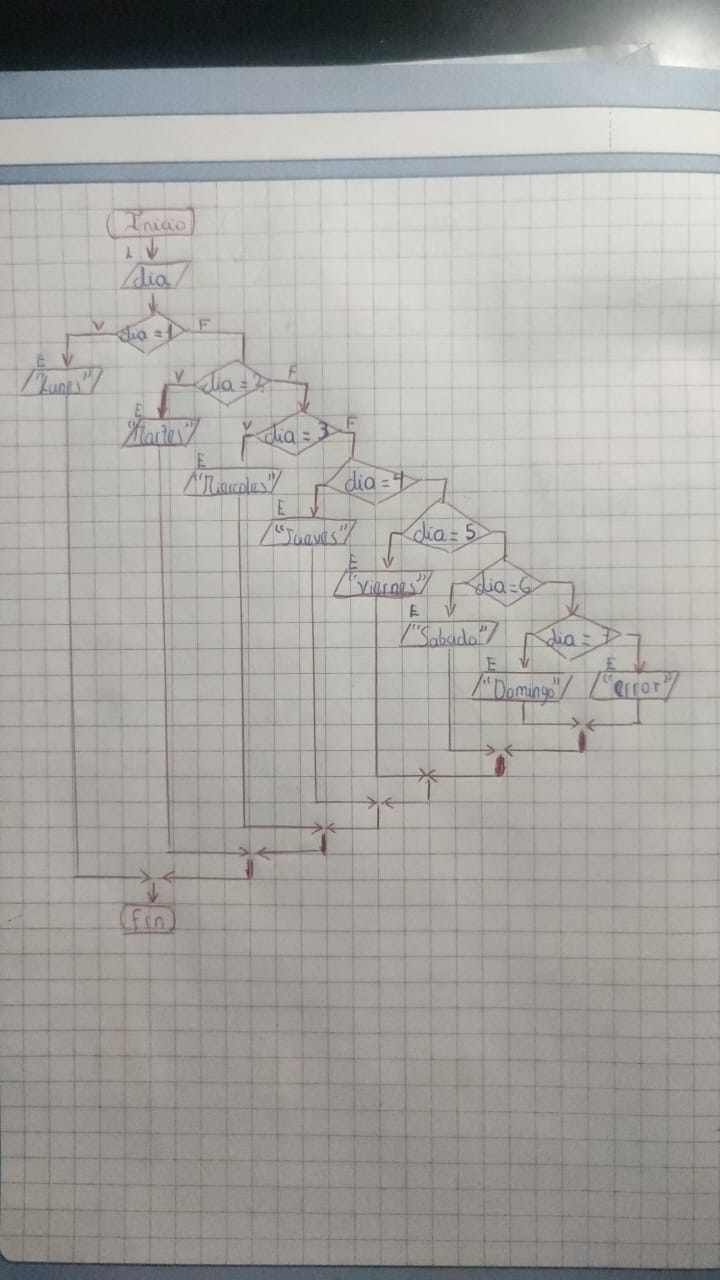 Inicio
L
dia
V dia = 1 F
E
"Lunes"
V dia = 2 F
E
"Martes"
V dia = 3 F
E
"Miercoles"
dia = 4
E
"Jueves"
dia = 5
E
"Viernes"
dia = 6
E
"Sabado"
dia = 7
E
"Domingo"
E
"error"
fin